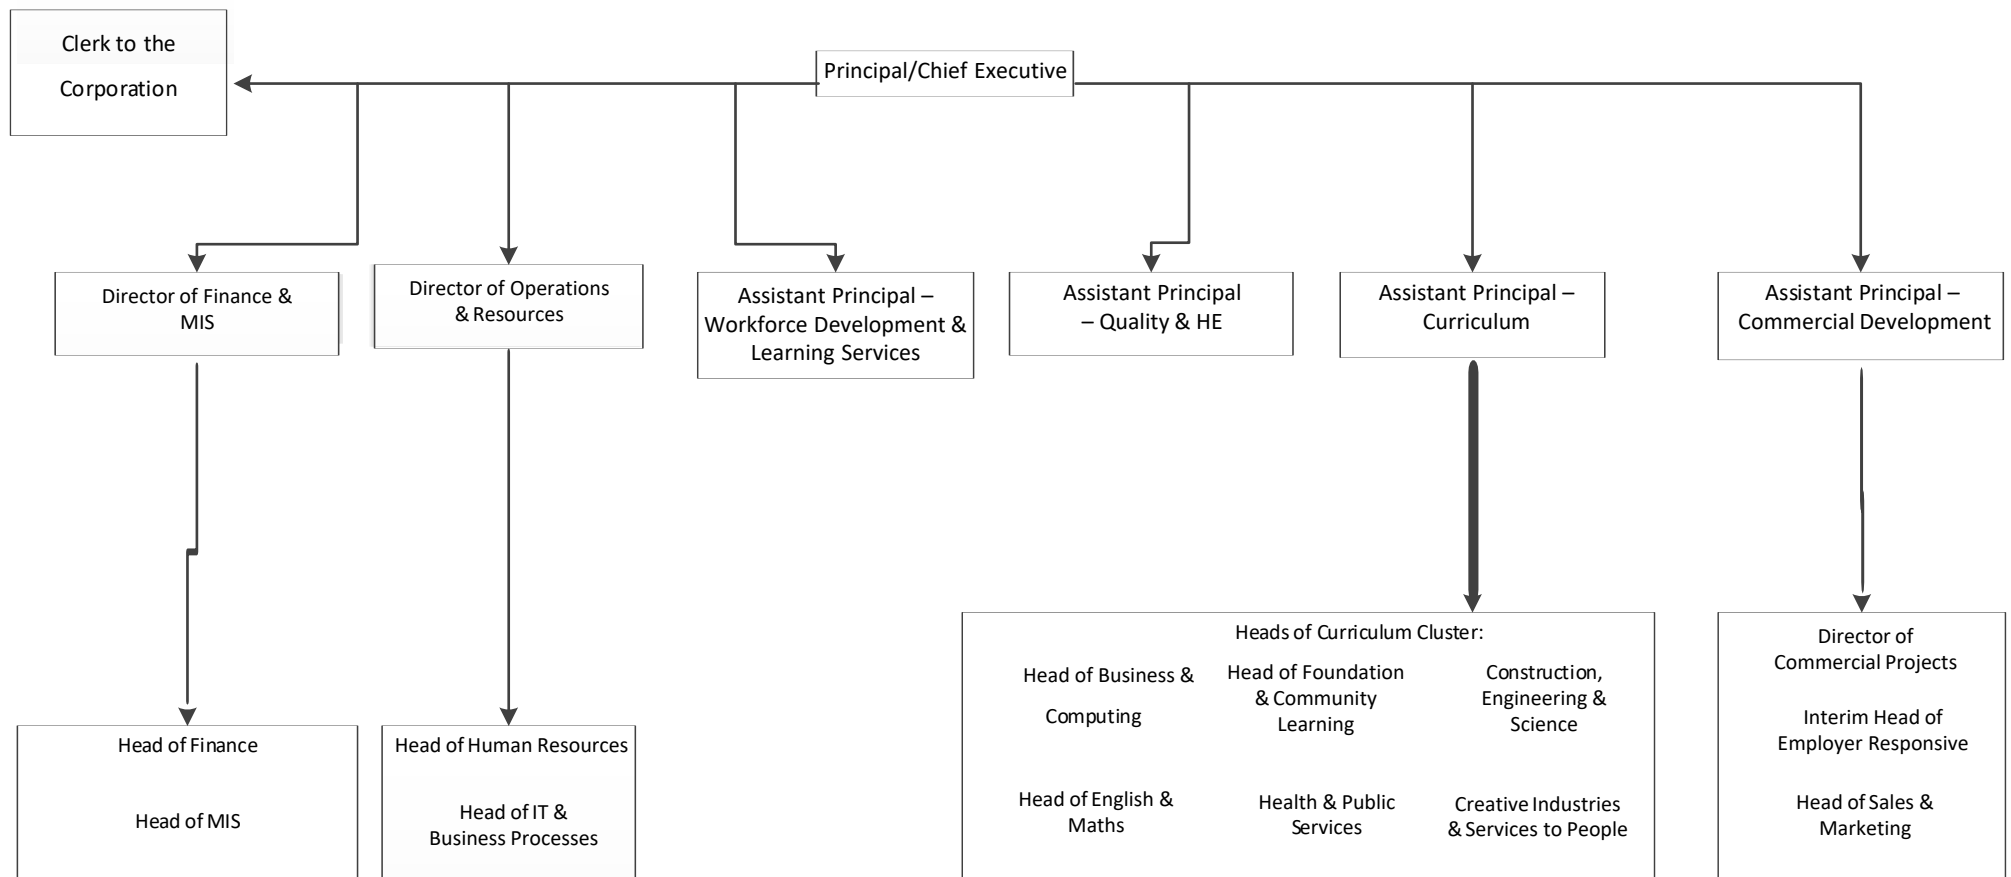 Clerk to the
Corporation
Principal/Chief Executive
Director of Finance &
MIS
Director of Operations
& Resources
Assistant Principal –
Workforce Development &
Learning Services
Assistant Principal
– Quality & HE
Assistant Principal –
Curriculum
Assistant Principal –
Commercial Development
Head of Finance
Head of MIS
Head of Human Resources
Head of IT &
Business Processes
Heads of Curriculum Cluster:
Head of Business &
Computing
Head of Foundation
& Community
Learning
Construction,
Engineering &
Science
Head of English &
Maths
Health & Public
Services
Creative Industries
& Services to People
Director of
Commercial Projects
Interim Head of
Employer Responsive
Head of Sales &
Marketing